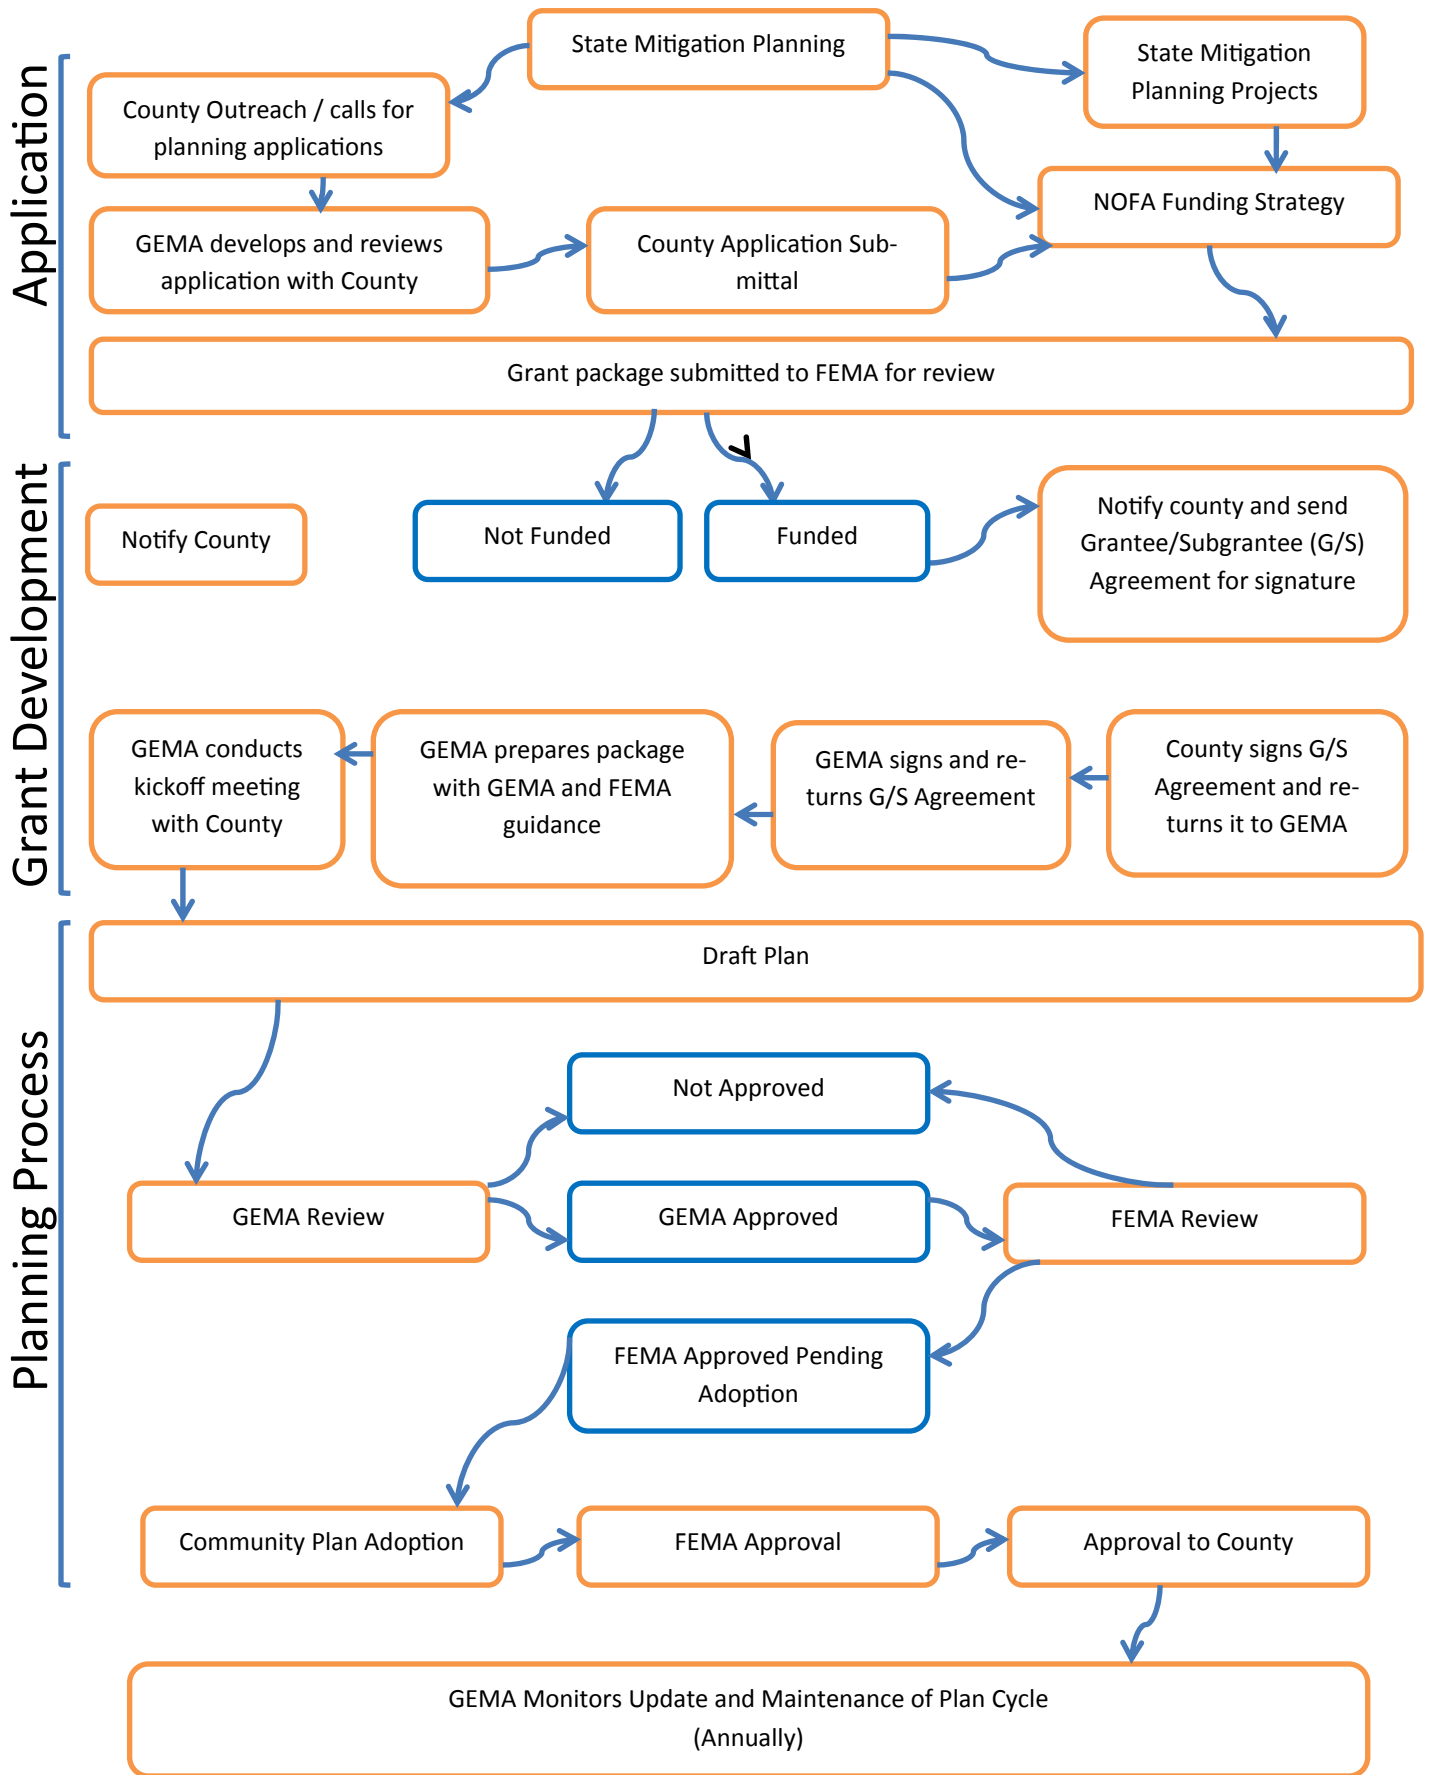 Application
State Mitigation Planning
State Mitigation
Planning Projects
County Outreach / calls for
planning applications
NOFA Funding Strategy
GEMA develops and reviews
application with County
County Application Sub-
mittal
Grant package submitted to FEMA for review
Grant Development
Notify County
Not Funded
Funded
Notify county and send
Grantee/Subgrantee (G/S)
Agreement for signature
GEMA conducts
kickoff meeting
with County
GEMA prepares package
with GEMA and FEMA
guidance
GEMA signs and re-
turns G/S Agreement
County signs G/S
Agreement and re-
turns it to GEMA
Planning Process
Draft Plan
Not Approved
GEMA Review
GEMA Approved
FEMA Review
FEMA Approved Pending
Adoption
Community Plan Adoption
FEMA Approval
Approval to County
GEMA Monitors Update and Maintenance of Plan Cycle
(Annually)